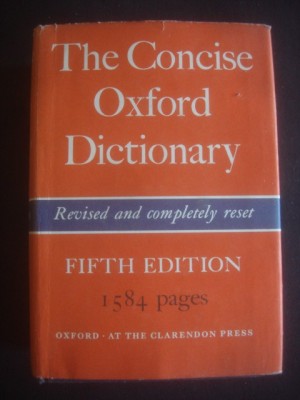 The Concise
Oxford
Dictionary
Revised and completely reset
FIFTH EDITION
1584 pages
OXFORD · AT THE CLARENDON PRESS